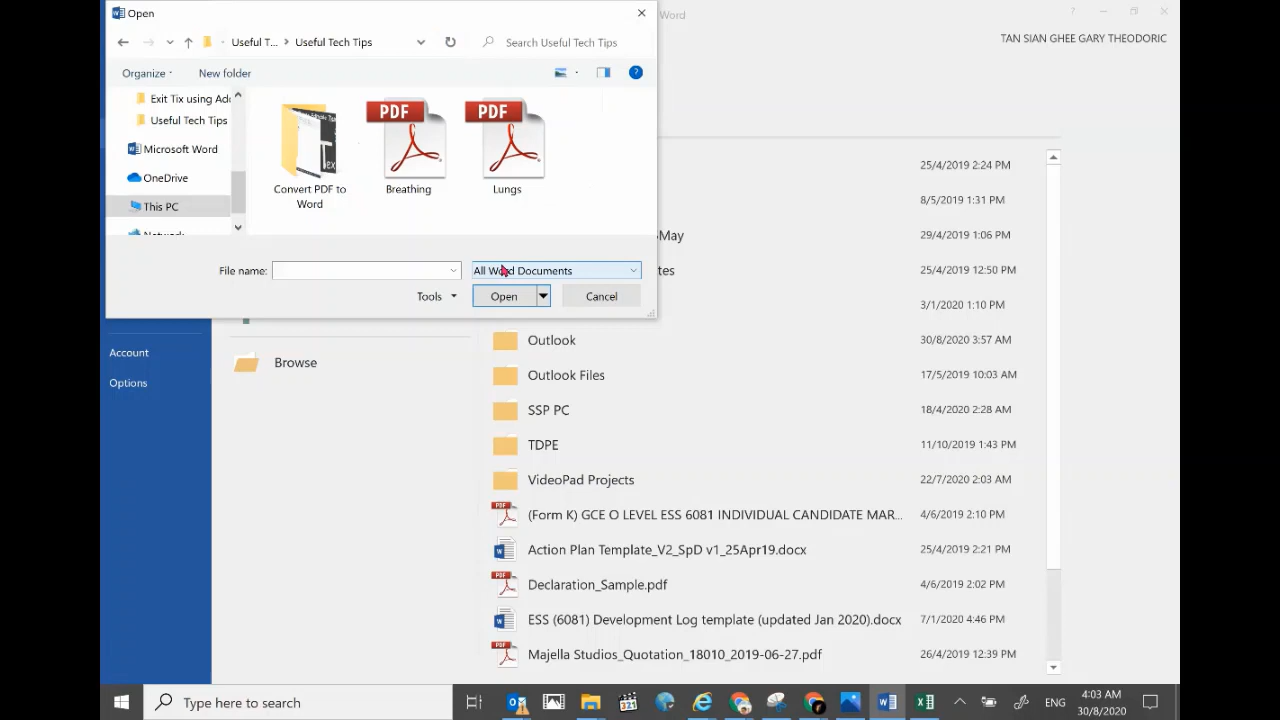 Open
Word
TAN SIAN GHEE GARY THEODORIC
Useful T... > Useful Tech Tips
Search Useful Tech Tips
Organize
New folder
Exit Tix using Ado
Useful Tech Tips
Microsoft Word
OneDrive
This PC
Network
PDF
PDF
Convert PDF to
Word
Breathing
Lungs
File name:
All Word Documents
Tools
Open
Cancel
25/4/2019 2:24 PM
8/5/2019 1:31 PM
May 29/4/2019 1:06 PM
tes 25/4/2019 12:50 PM
3/1/2020 1:10 PM
Account
Options
Browse
Outlook 30/8/2020 3:57 AM
Outlook Files 17/5/2019 10:03 AM
SSP PC 18/4/2020 2:28 AM
TDPE 11/10/2019 1:43 PM
VideoPad Projects 22/7/2020 2:03 AM
(Form K) GCE O LEVEL ESS 6081 INDIVIDUAL CANDIDATE MAR... 4/6/2019 2:10 PM
Action Plan Template_V2_SpD v1_25Apr19.docx 25/4/2019 2:21 PM
Declaration_Sample.pdf 4/6/2019 2:02 PM
ESS (6081) Development Log template (updated Jan 2020).docx 7/1/2020 4:46 PM
Majella Studios_Quotation_18010_2019-06-27.pdf 26/4/2019 12:39 PM
Type here to search
ENG
4:03 AM
30/8/2020